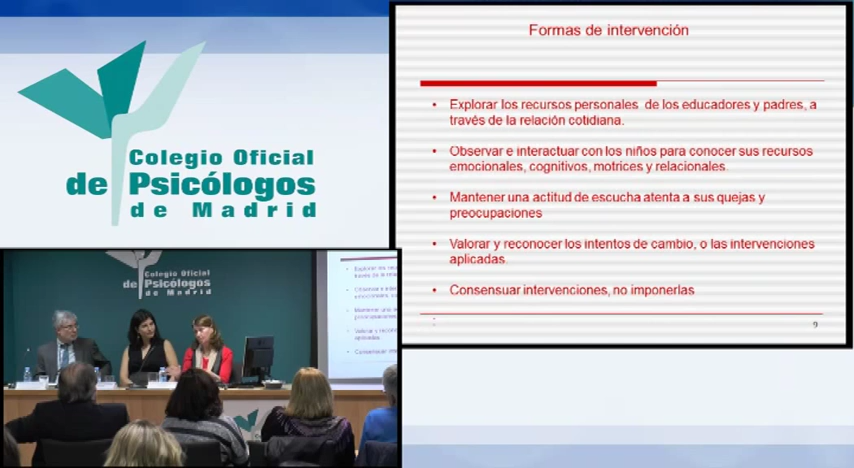 Colegio Oficial
de Psicólogos
de Madrid
Formas de intervención
• Explorar los recursos personales de los educadores y padres, a
través de la relación cotidiana.
• Observar e interactuar con los niños para conocer sus recursos
emocionales, cognitivos, motrices y relacionales.
• Mantener una actitud de escucha atenta a sus quejas y
preocupaciones
• Valorar y reconocer los intentos de cambio, o las intervenciones
aplicadas.
• Consensuar intervenciones, no imponerlas
9
Colegio Oficial
de Psicólogos
de Madrid